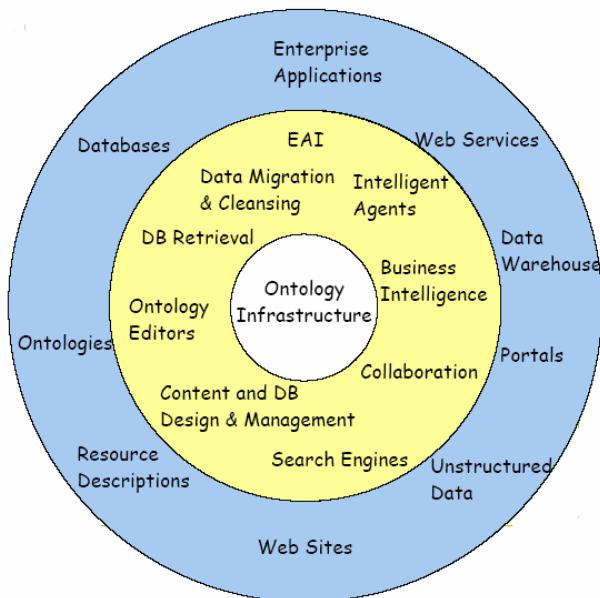 Enterprise
Applications
Databases
EAI
Web Services
Data Migration
& Cleansing
Intelligent
Agents
DB Retrieval
Data
Warehouse
Business
Intelligence
Ontology
Infrastructure
Ontology
Editors
Ontologies
Portals
Collaboration
Content and DB
Design & Management
Resource
Descriptions
Search Engines
Unstructured
Data
Web Sites